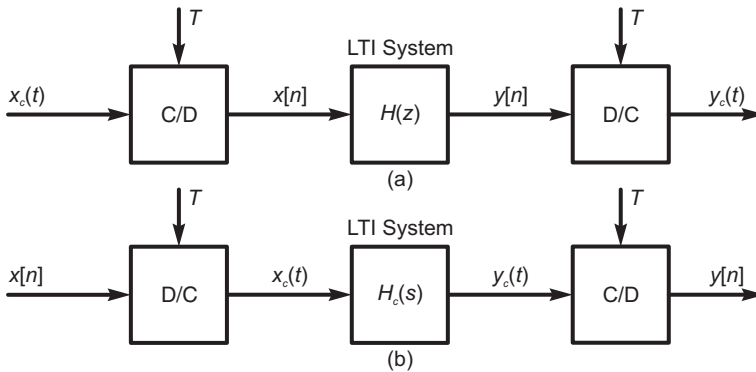 T T
LTI System
x_c(t) C/D x[n] H(z) y[n] D/C y_c(t)
(a)
T T
LTI System
x[n] D/C x_c(t) H_c(s) y_c(t) C/D y[n]
(b)